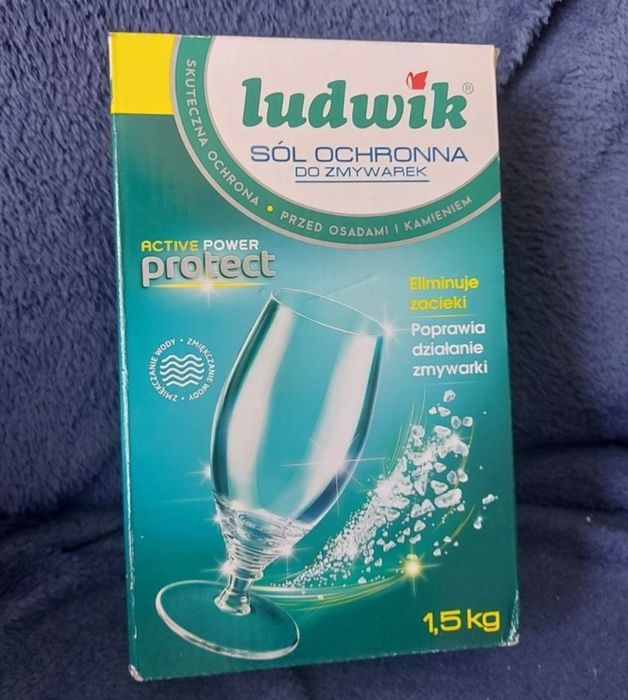 ludwik®
SÓL OCHRONNA
DO ZMYWAREK
SKUTECZNA OCHRONA • PRZED OSADAMI I KAMIENIEM
ACTIVE POWER
protect
Eliminuje
zacieki
Poprawia
działanie
zmywarki
ZMIĘKCZANIE WODY • ZMIĘKCZANIE WODY •
1,5 kg